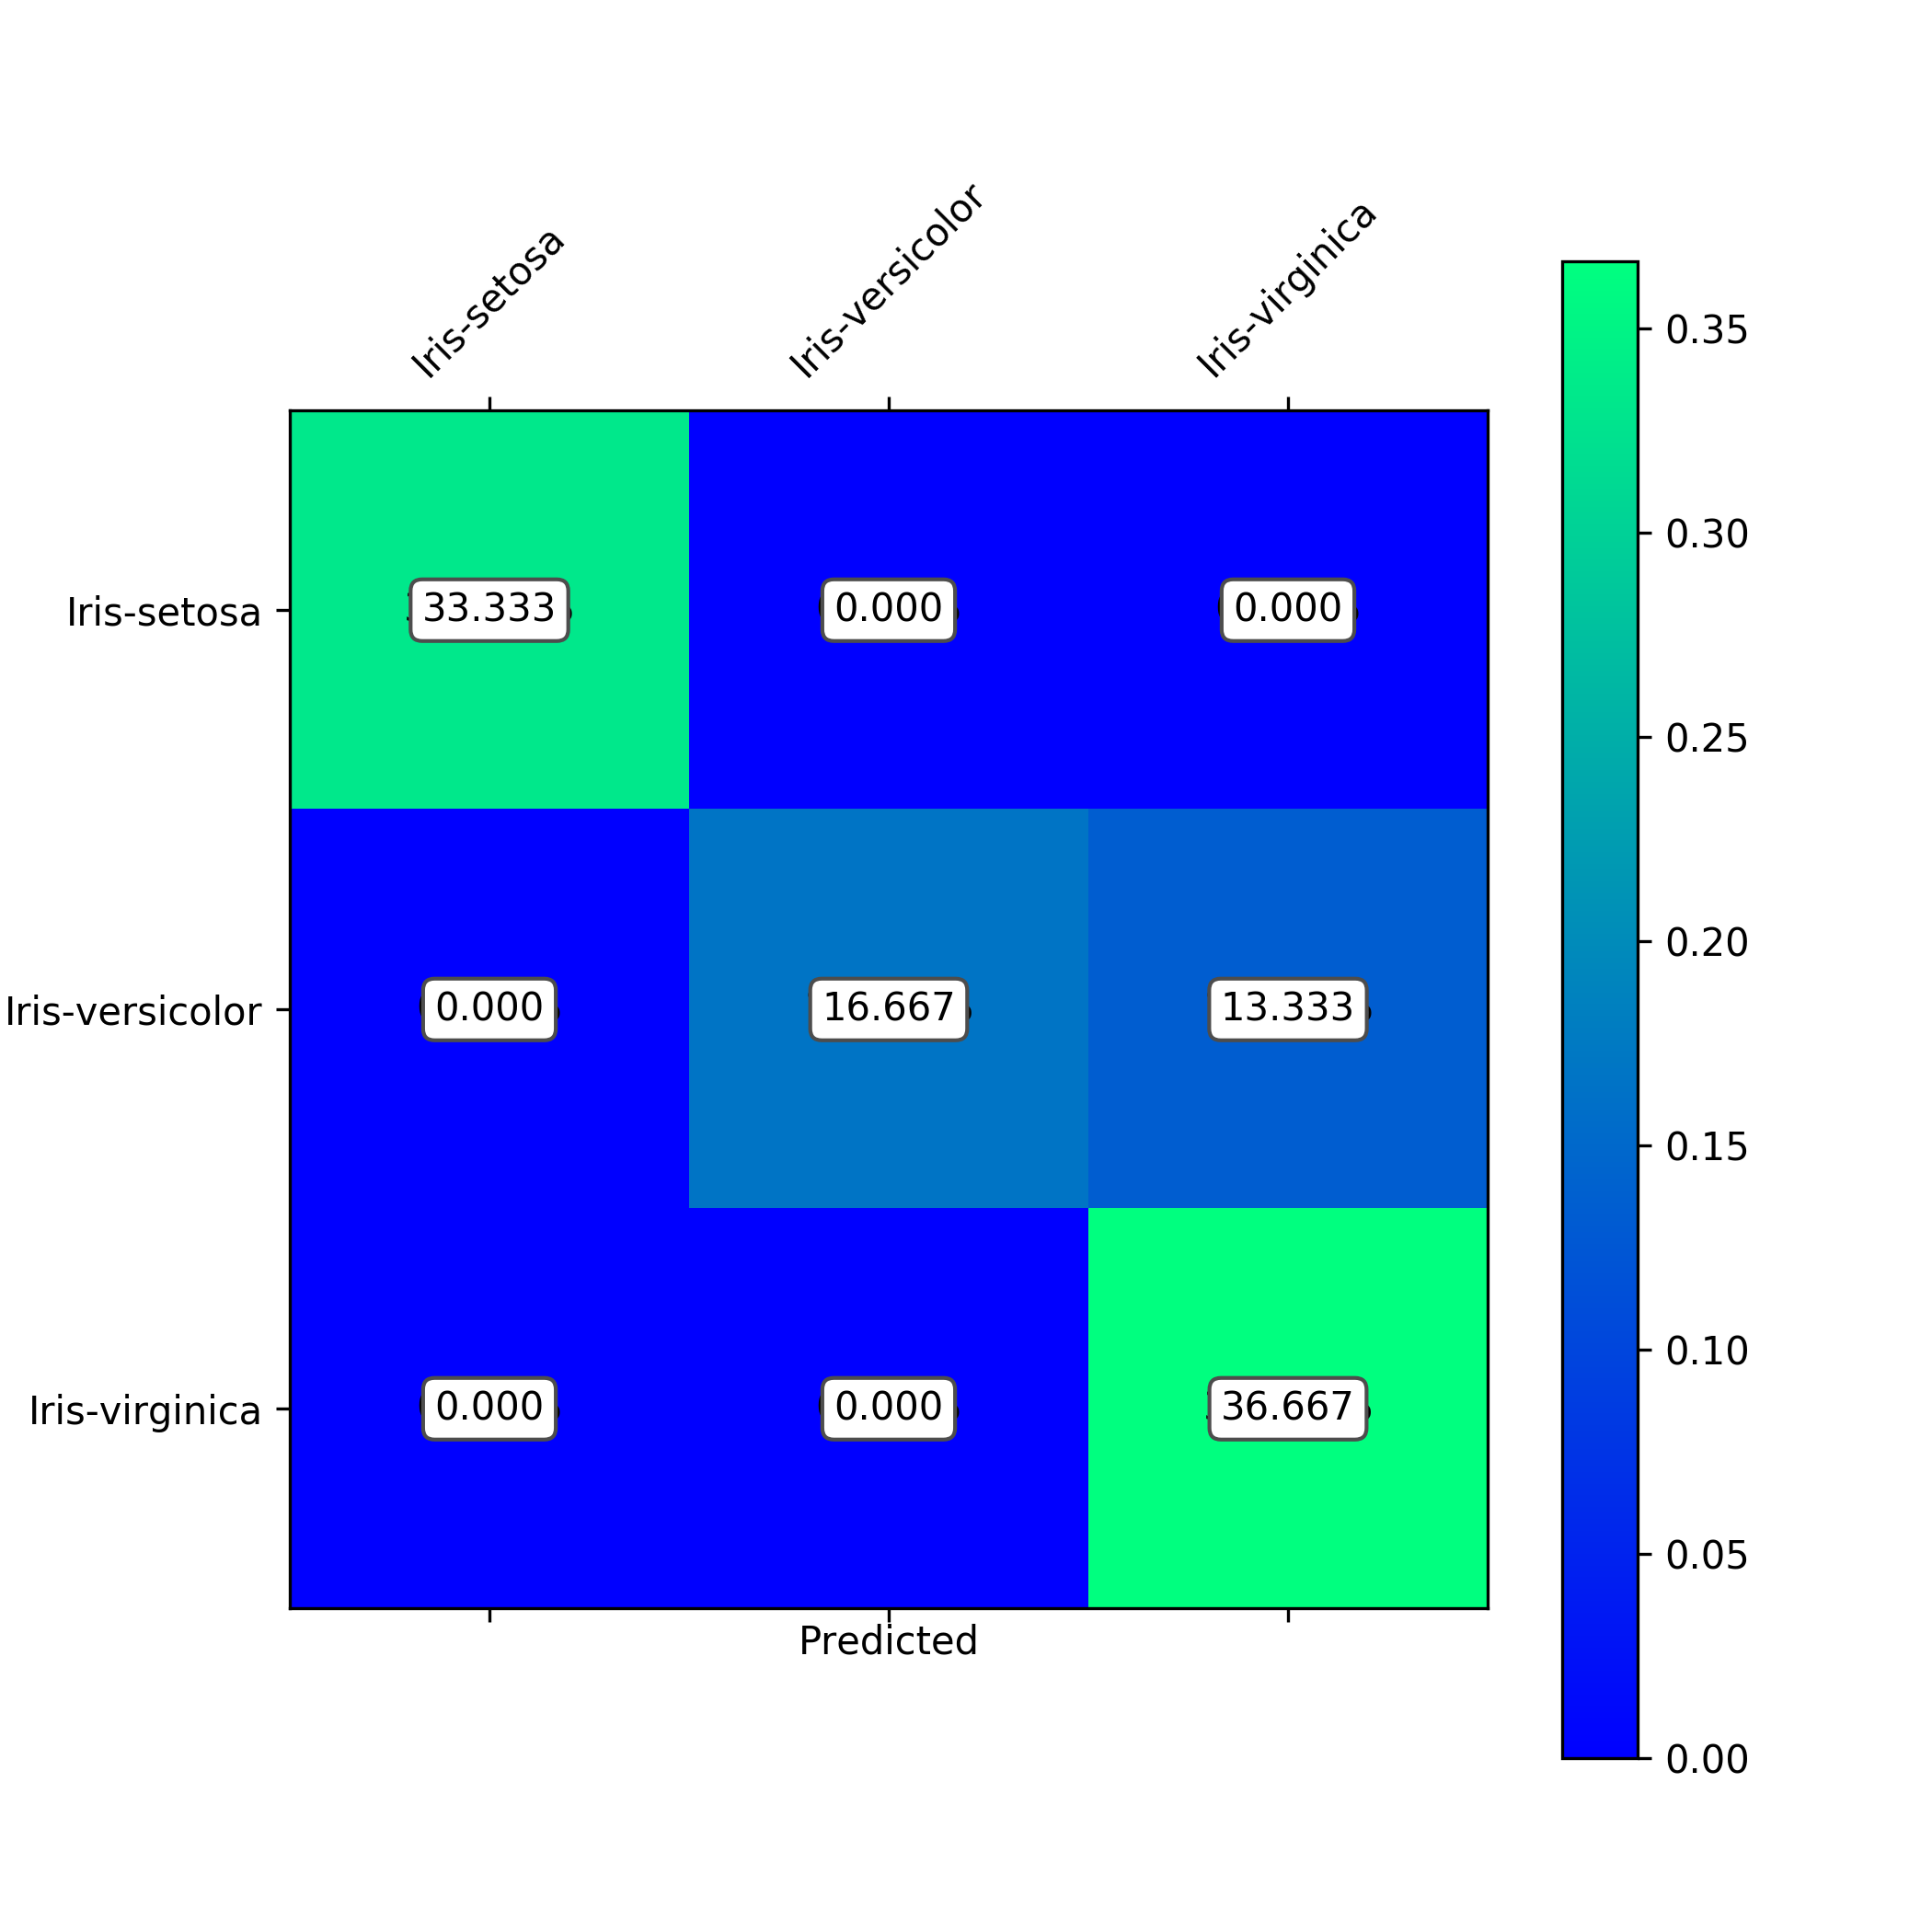 Iris-setosa
Iris-versicolor
Iris-virginica
0.35
0.30
0.25
0.20
0.15
0.10
0.05
0.00
Iris-setosa 33.333 0.000 0.000
Iris-versicolor 0.000 16.667 13.333
Iris-virginica 0.000 0.000 36.667
Predicted